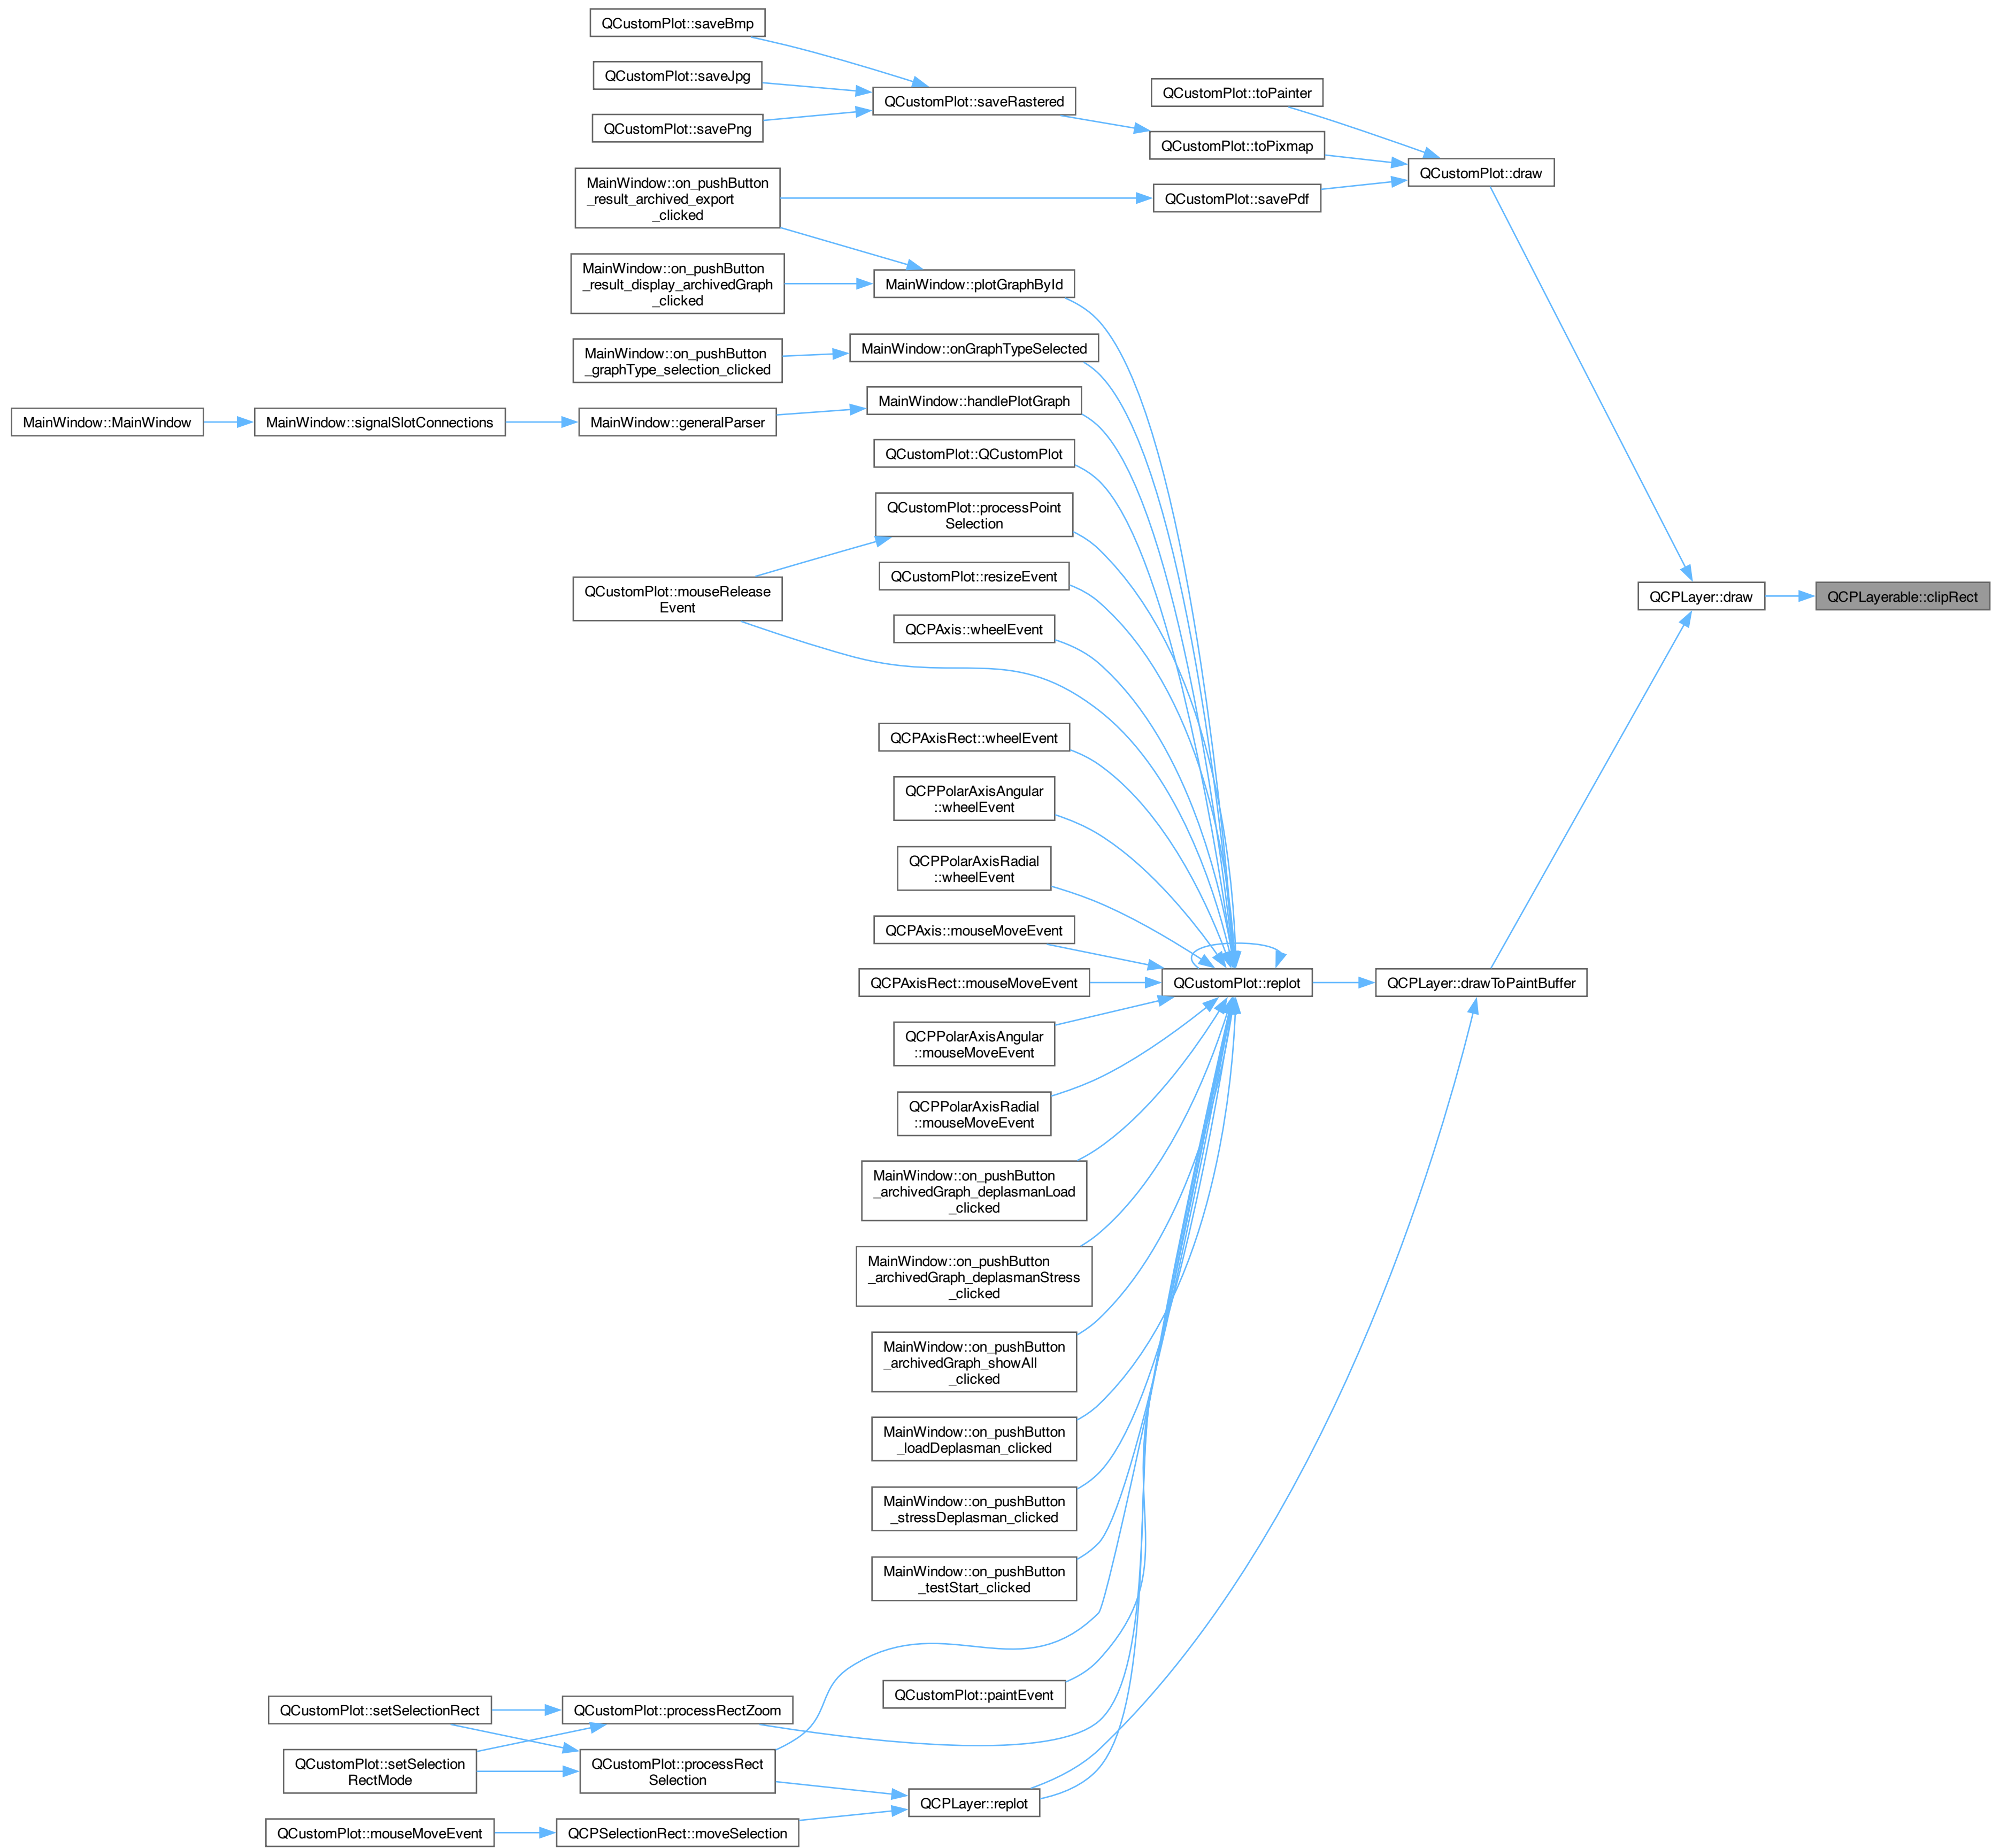 QCustomPlot::saveBmp
QCustomPlot::saveJpg
QCustomPlot::saveRastered
QCustomPlot::toPainter
QCustomPlot::savePng
QCustomPlot::toPixmap
QCustomPlot::draw
MainWindow::on_pushButton
_result_archived_export
_clicked
QCustomPlot::savePdf
MainWindow::on_pushButton
_result_display_archivedGraph
_clicked
MainWindow::plotGraphById
MainWindow::on_pushButton
_graphType_selection_clicked
MainWindow::onGraphTypeSelected
MainWindow::handlePlotGraph
MainWindow::MainWindow
MainWindow::signalSlotConnections
MainWindow::generalParser
QCustomPlot::QCustomPlot
QCustomPlot::processPoint
Selection
QCustomPlot::mouseRelease
Event
QCustomPlot::resizeEvent
QCPLayer::draw
QCPLayerable::clipRect
QCPAxis::wheelEvent
QCPAxisRect::wheelEvent
QCPPolarAxisAngular
::wheelEvent
QCPPolarAxisRadial
::wheelEvent
QCPAxis::mouseMoveEvent
QCPAxisRect::mouseMoveEvent
QCustomPlot::replot
QCPLayer::drawToPaintBuffer
QCPPolarAxisAngular
::mouseMoveEvent
QCPPolarAxisRadial
::mouseMoveEvent
MainWindow::on_pushButton
_archivedGraph_deplasmanLoad
_clicked
MainWindow::on_pushButton
_archivedGraph_deplasmanStress
_clicked
MainWindow::on_pushButton
_archivedGraph_showAll
_clicked
MainWindow::on_pushButton
_loadDeplasman_clicked
MainWindow::on_pushButton
_stressDeplasman_clicked
MainWindow::on_pushButton
_testStart_clicked
QCustomPlot::paintEvent
QCustomPlot::setSelectionRect
QCustomPlot::processRectZoom
QCustomPlot::setSelection
RectMode
QCustomPlot::processRect
Selection
QCPLayer::replot
QCustomPlot::mouseMoveEvent
QCPSelectionRect::moveSelection